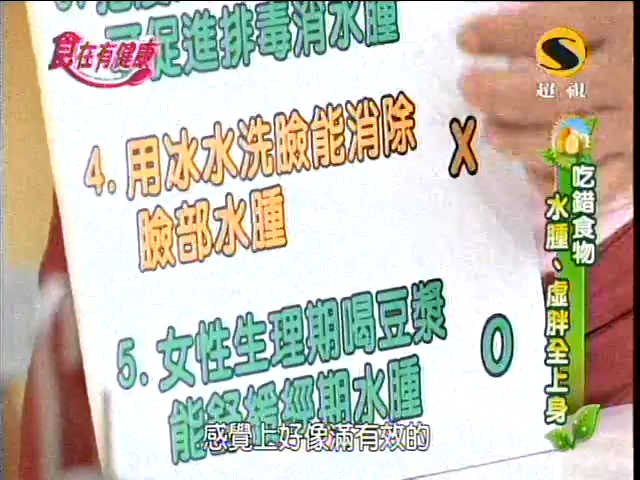 可促進排毒消水腫
食在有健康
超視
4. 用冰水洗臉能消除
臉部水腫
X
吃錯食物
水腫、虛胖全上身
5. 女性生理期喝豆漿
能舒緩經期水腫
O
感覺上好像滿有效的